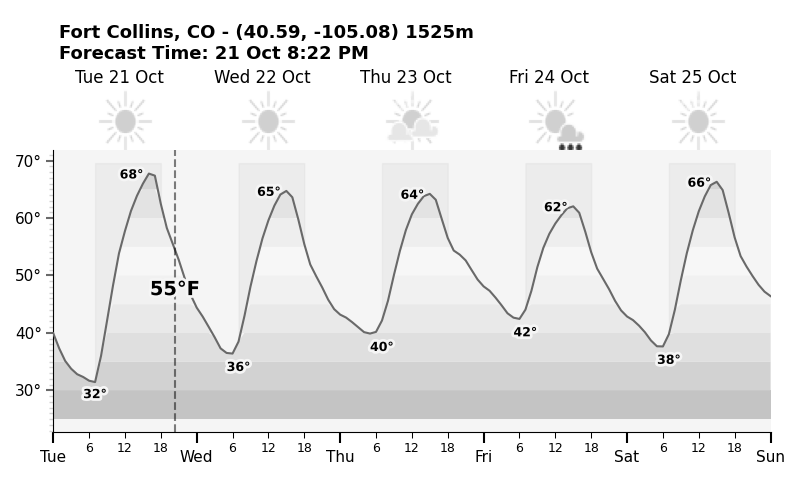 Fort Collins, CO - (40.59, -105.08) 1525m
Forecast Time: 21 Oct 8:22 PM
Tue 21 Oct Wed 22 Oct Thu 23 Oct Fri 24 Oct Sat 25 Oct
70°
68° 65° 64° 62° 66°
60°
50°
55°F
40°
32° 36° 40° 42° 38°
30°
6 12 18 6 12 18 6 12 18 6 12 18 6 12 18
Tue Wed Thu Fri Sat Sun